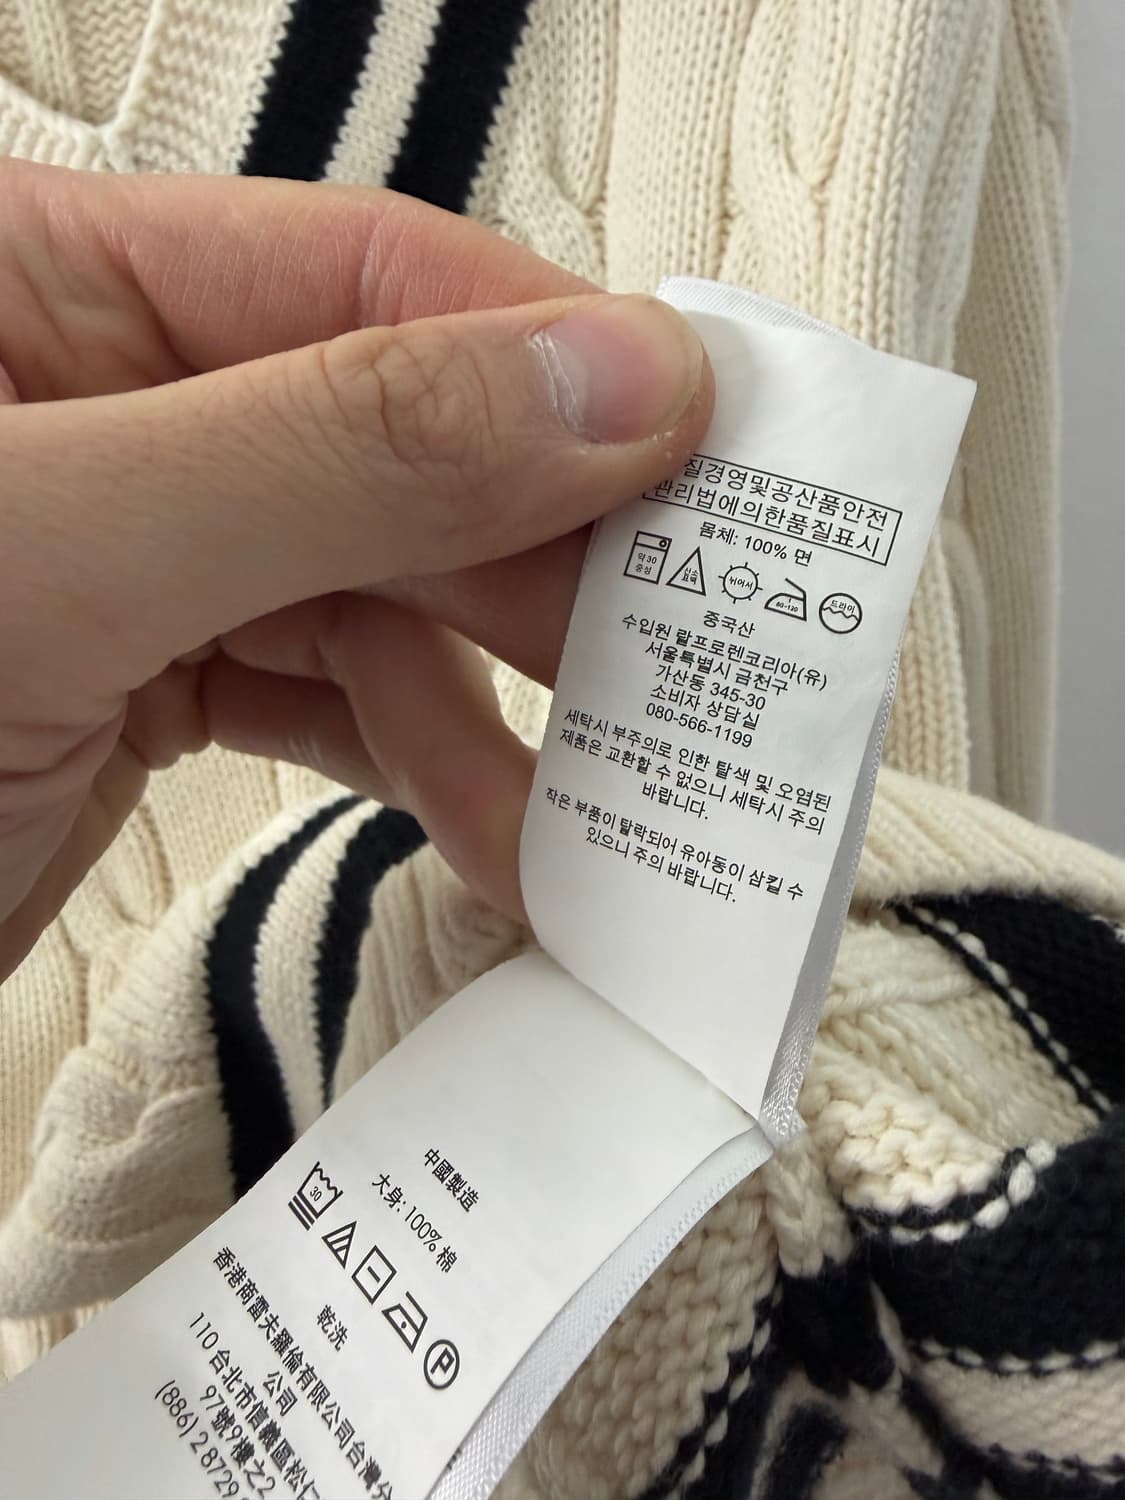 질경영및공산품안전
관리법에의한품질표시
몸체: 100% 면
약 30
중성
산소
표백
뉘어서
80-120
드라이
중국산
수입원 랄프로렌코리아(유)
서울특별시 금천구
가산동 345-30
소비자 상담실
080-566-1199
세탁시 부주의로 인한 탈색 및 오염된
제품은 교환할 수 없으니 세탁시 주의
바랍니다.
작은 부품이 탈락되어 유아동이 삼킬 수
있으니 주의 바랍니다.
中國製造
大身: 100% 棉
30
P
乾洗
香港商雷夫羅倫有限公司台灣分
公司
110 台北市信義區松仁
97號9樓之2
(886) 2 8729